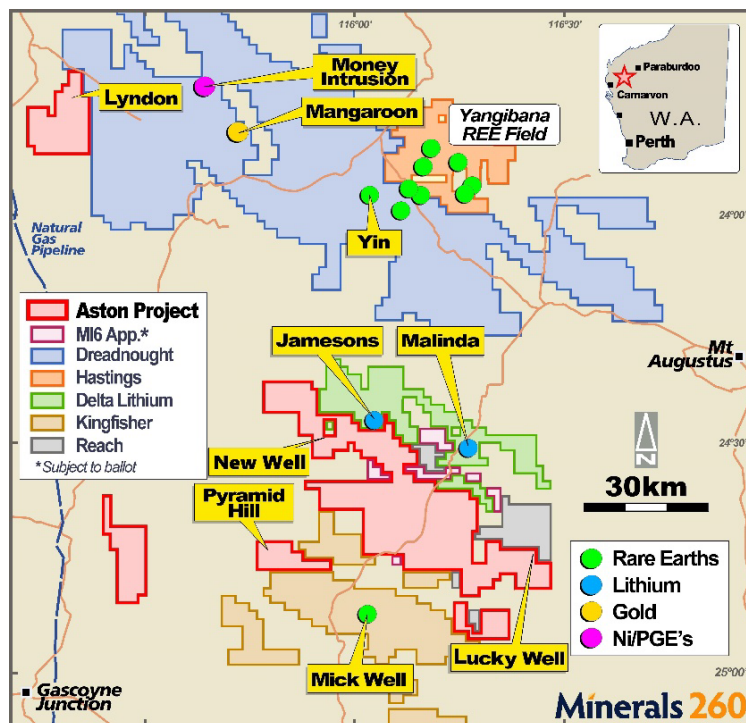 116°00'
116°30'
Money
Intrusion
Lyndon
Mangaroon
Yangibana
REE Field
Paraburdoo
Carnarvon
W.A.
Perth
Natural
Gas
Pipeline
Yin
24°00'
Aston Project
MI6 App.*
Dreadnought
Hastings
Delta Lithium
Kingfisher
Reach
*Subject to ballot
Jamesons
Malinda
Mt
Augustus
New Well
24°30'
N
30km
Pyramid
Hill
Rare Earths
Lithium
Gold
Ni/PGE's
Lucky Well
Mick Well
25°00'
Gascoyne
Junction
Minerals 260